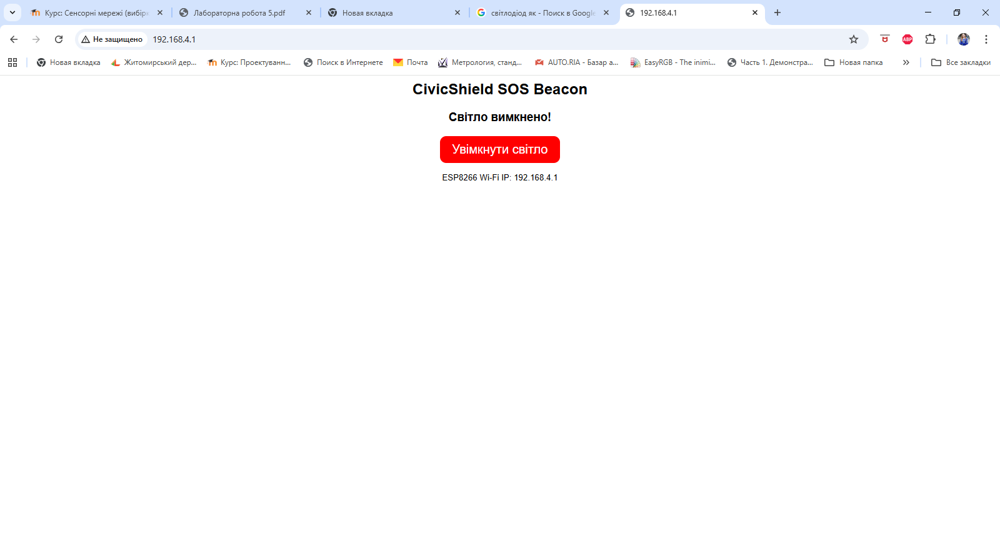 Курс: Сенсорні мережі (вибірк
Лабораторна робота 5.pdf
Новая вкладка
світлодіод як - Поиск в Google
192.168.4.1
Не защищено
192.168.4.1
ABP
Новая вкладка
Житомирський дер...
Курс: Проектуванн...
Поиск в Интернете
Почта
Метрология, станд...
AUTO.RIA - Базар а...
EasyRGB - The inimi...
Часть 1. Демонстра...
Новая папка
Все закладки
CivicShield SOS Beacon
Світло вимкнено!
Увімкнути світло
ESP8266 Wi-Fi IP: 192.168.4.1